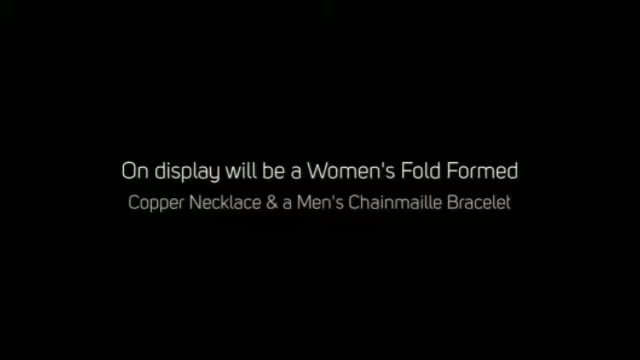 On display will be a Women's Fold Formed
Copper Necklace & a Men's Chainmaille Bracelet